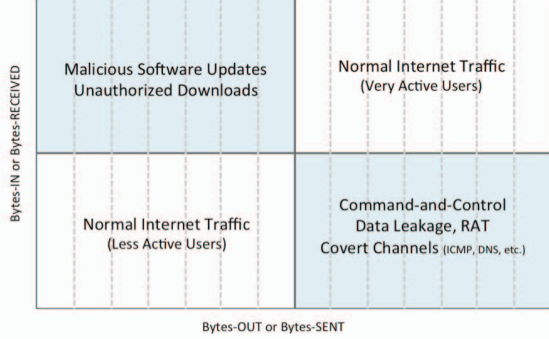 Bytes-IN or Bytes-RECEIVED
Malicious Software Updates
Unauthorized Downloads
Normal Internet Traffic
(Very Active Users)
Normal Internet Traffic
(Less Active Users)
Command-and-Control
Data Leakage, RAT
Covert Channels (ICMP, DNS, etc.)
Bytes-OUT or Bytes-SENT